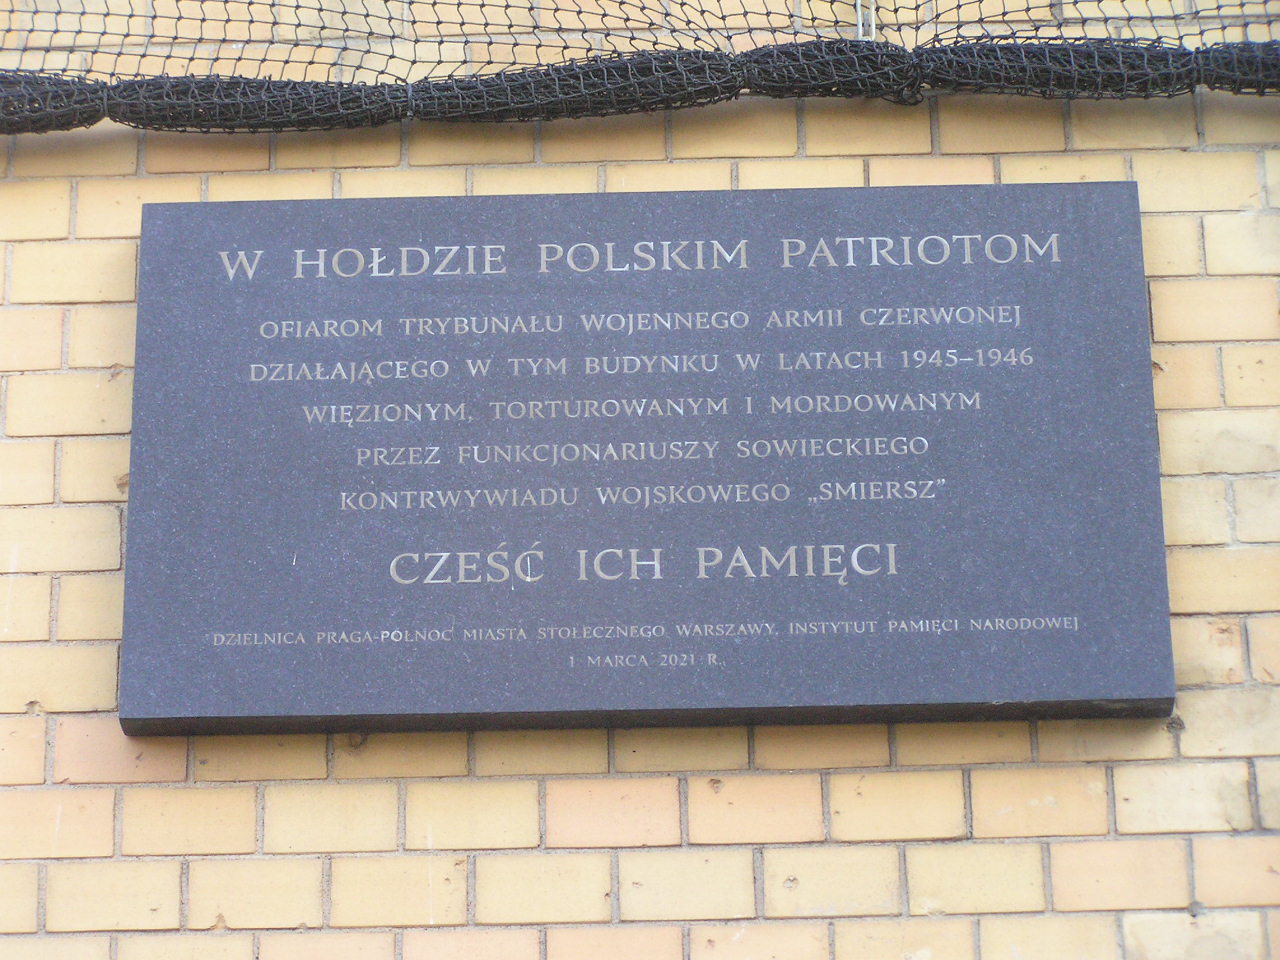 W HOŁDZIE POLSKIM PATRIOTOM
OFIAROM TRYBUNAŁU WOJENNEGO ARMII CZERWONEJ
DZIAŁAJĄCEGO W TYM BUDYNKU W LATACH 1945–1946
WIĘZIONYM, TORTUROWANYM I MORDOWANYM
PRZEZ FUNKCJONARIUSZY SOWIECKIEGO
KONTRWYWIADU WOJSKOWEGO „SMIERSZ”
CZEŚĆ ICH PAMIĘCI
DZIELNICA PRAGA-PÓŁNOC MIASTA STOŁECZNEGO WARSZAWY, INSTYTUT PAMIĘCI NARODOWEJ
1 MARCA 2021 R.